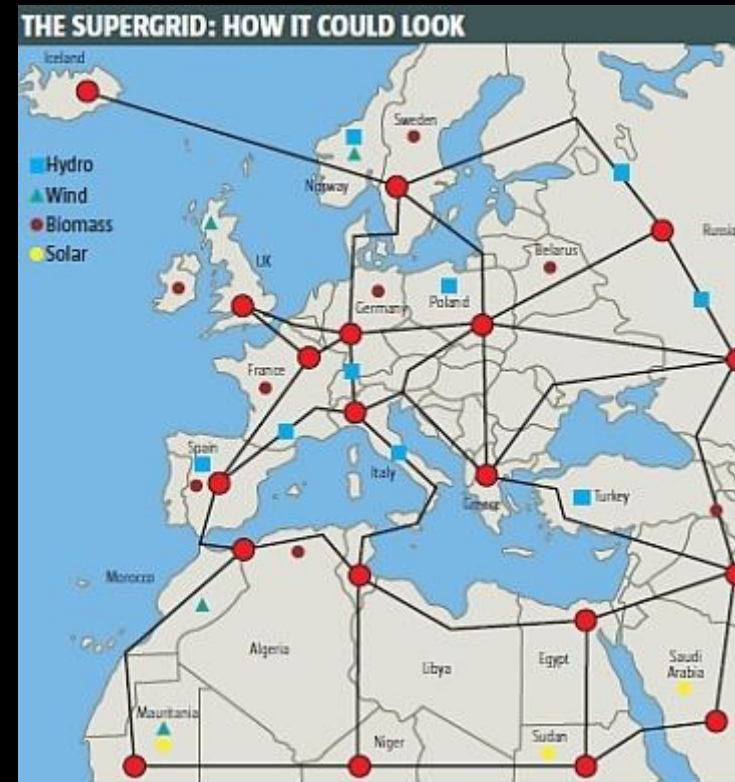 THE SUPERGRID: HOW IT COULD LOOK
Iceland
Hydro
Wind
Biomass
Solar
Sweden
Norway
Russia
UK
Belarus
Germany
Poland
France
Spain
Italy
Greece
Turkey
Morocco
Algeria
Libya
Egypt
Saudi
Arabia
Mauritania
Niger
Sudan